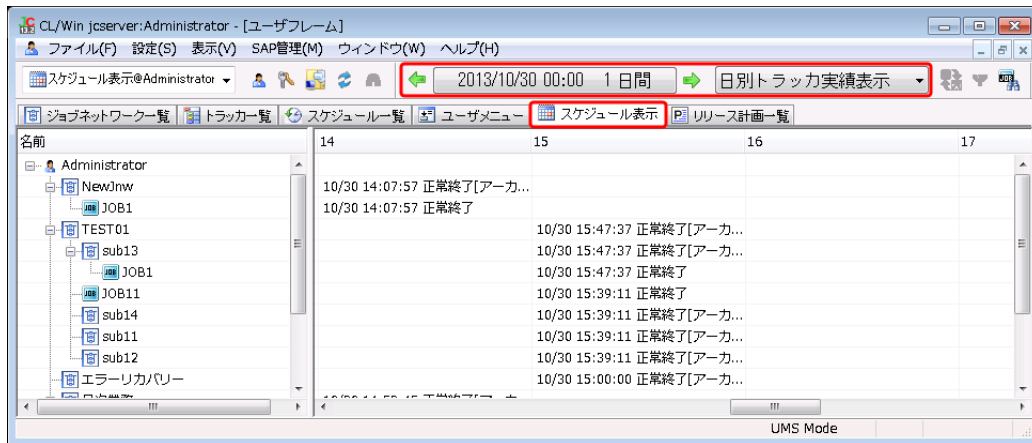 CL/Win jcserver:Administrator - [ユーザフレーム]
ファイル(F) 設定(S) 表示(V) SAP管理(M) ウィンドウ(W) ヘルプ(H)
スケジュール表示@Administrator 2013/10/30 00:00 1 日間 日別トラッカ実績表示
ジョブネットワーク一覧 トラッカ一覧 スケジュール一覧 ユーザメニュー スケジュール表示 リリース計画一覧
名前 14 15 16 17
Administrator
NewJnw 10/30 14:07:57 正常終了[アーカ...
JOB JOB1 10/30 14:07:57 正常終了
TEST01 10/30 15:47:37 正常終了[アーカ...
sub13 10/30 15:47:37 正常終了[アーカ...
JOB JOB1 10/30 15:47:37 正常終了
JOB JOB11 10/30 15:39:11 正常終了
sub14 10/30 15:39:11 正常終了[アーカ...
sub11 10/30 15:39:11 正常終了[アーカ...
sub12 10/30 15:39:11 正常終了[アーカ...
エラーリカバリー 10/30 15:00:00 正常終了[アーカ...
UMS Mode